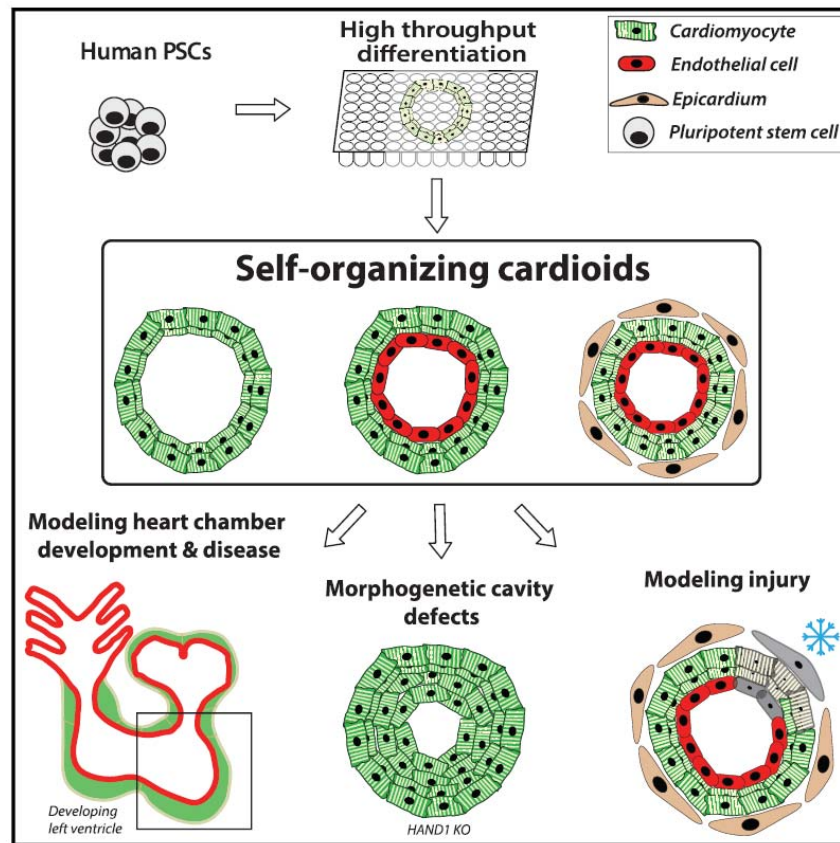 Human PSCs
High throughput
differentiation
Cardiomyocyte
Endothelial cell
Epicardium
Pluripotent stem cell
Self-organizing cardioids
Modeling heart chamber
development & disease
Developing
left ventricle
Morphogenetic cavity
defects
HAND1 KO
Modeling injury